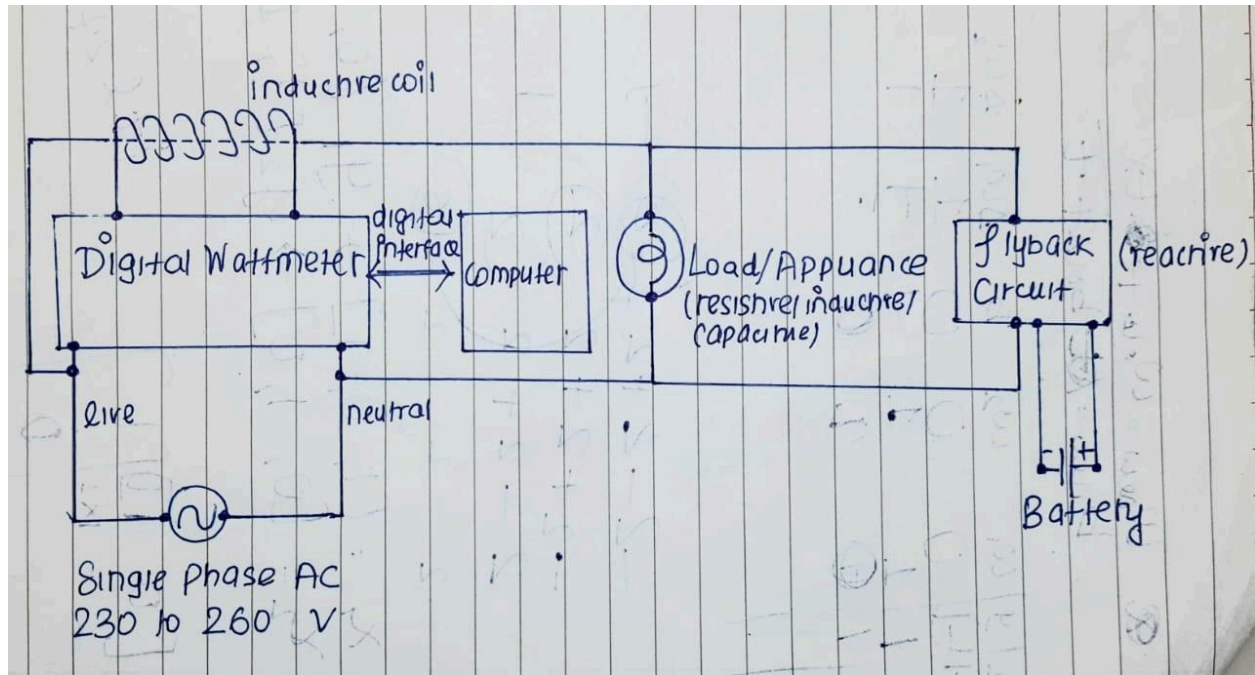 inductive coil
Digital Wattmeter
digital
interface
computer
Load/Appliance
(resistive/inductive/
capacitive)
flyback
circuit
(reactive)
live
neutral
- +
Battery
Single Phase AC
230 to 260 V